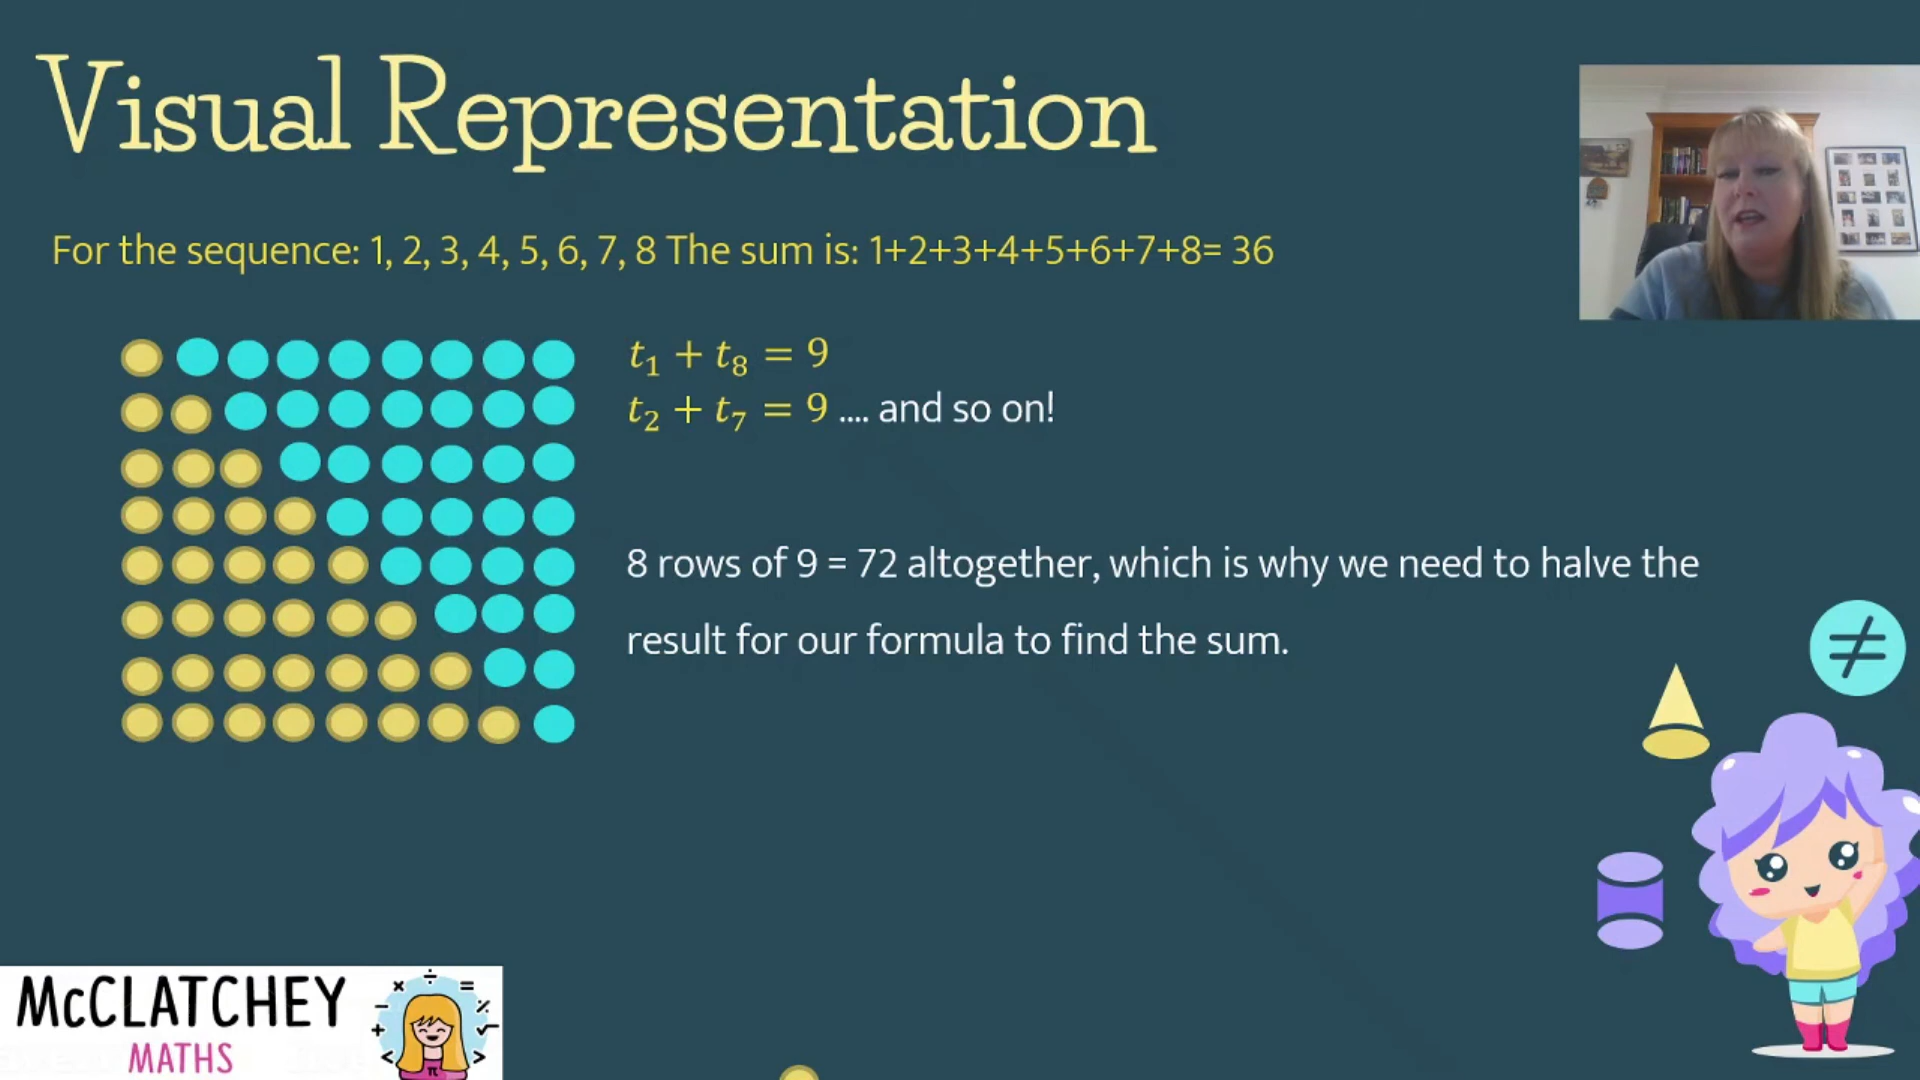 Visual Representation
For the sequence: 1, 2, 3, 4, 5, 6, 7, 8 The sum is: 1+2+3+4+5+6+7+8= 36
t₁ + t₈ = 9
t₂ + t₇ = 9 .... and so on!
8 rows of 9 = 72 altogether, which is why we need to halve the
result for our formula to find the sum.
≠
McCLATCHEY
MATHS